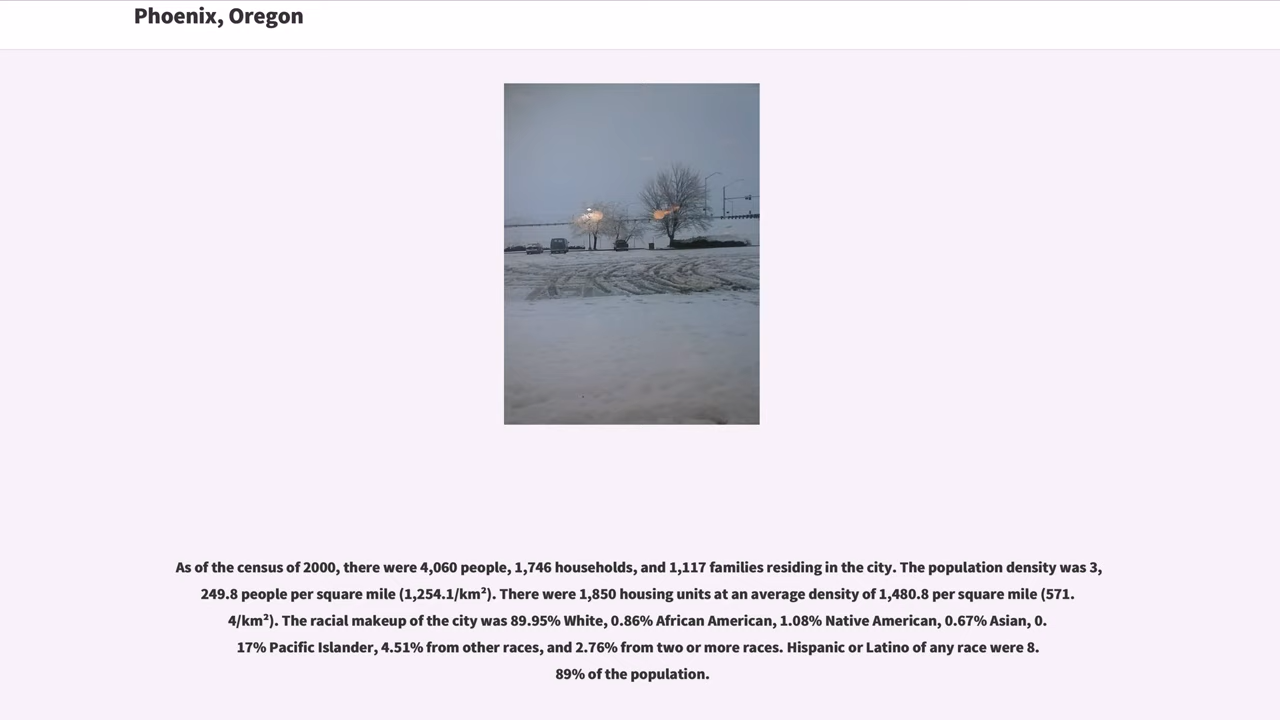 Phoenix, Oregon
As of the census of 2000, there were 4,060 people, 1,746 households, and 1,117 families residing in the city. The population density was 3,
249.8 people per square mile (1,254.1/km²). There were 1,850 housing units at an average density of 1,480.8 per square mile (571.
4/km²). The racial makeup of the city was 89.95% White, 0.86% African American, 1.08% Native American, 0.67% Asian, 0.
17% Pacific Islander, 4.51% from other races, and 2.76% from two or more races. Hispanic or Latino of any race were 8.
89% of the population.